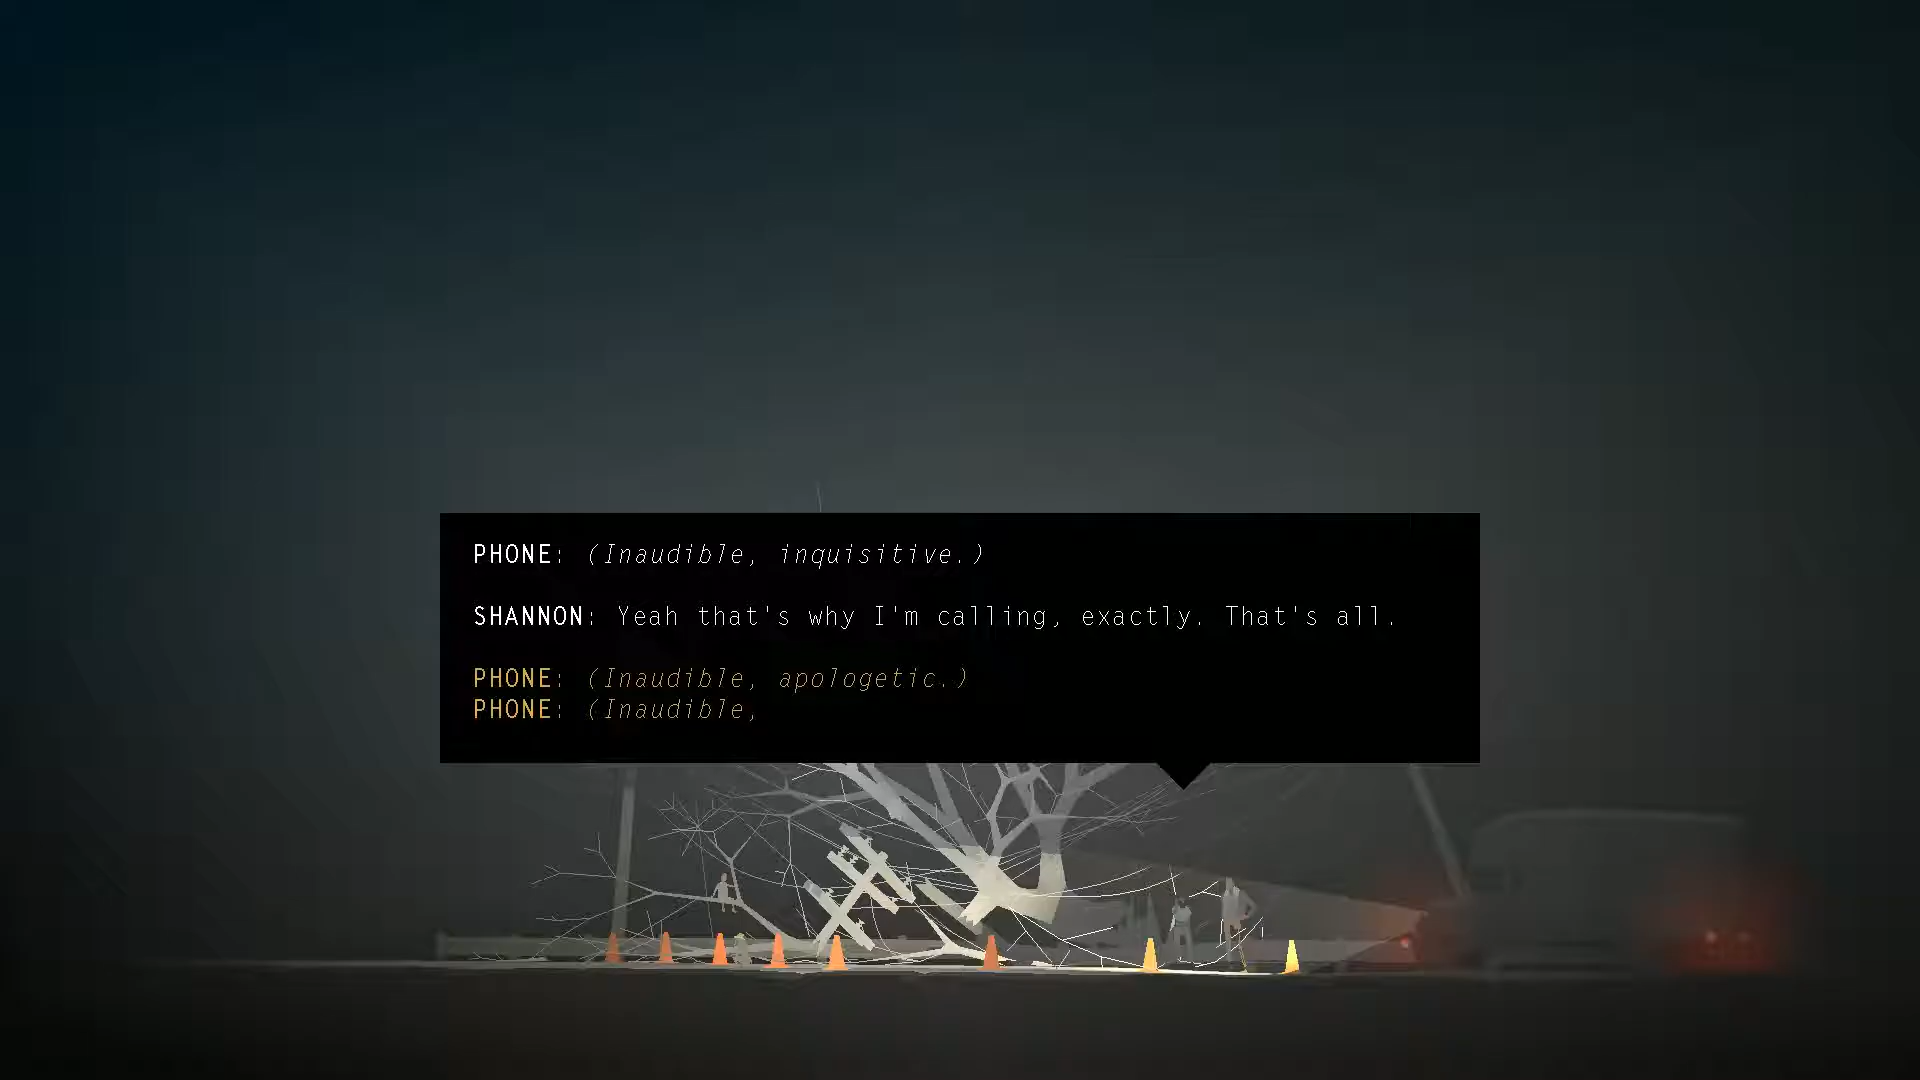 PHONE: (Inaudible, inquisitive.)
SHANNON: Yeah that's why I'm calling, exactly. That's all.
PHONE: (Inaudible, apologetic.)
PHONE: (Inaudible,